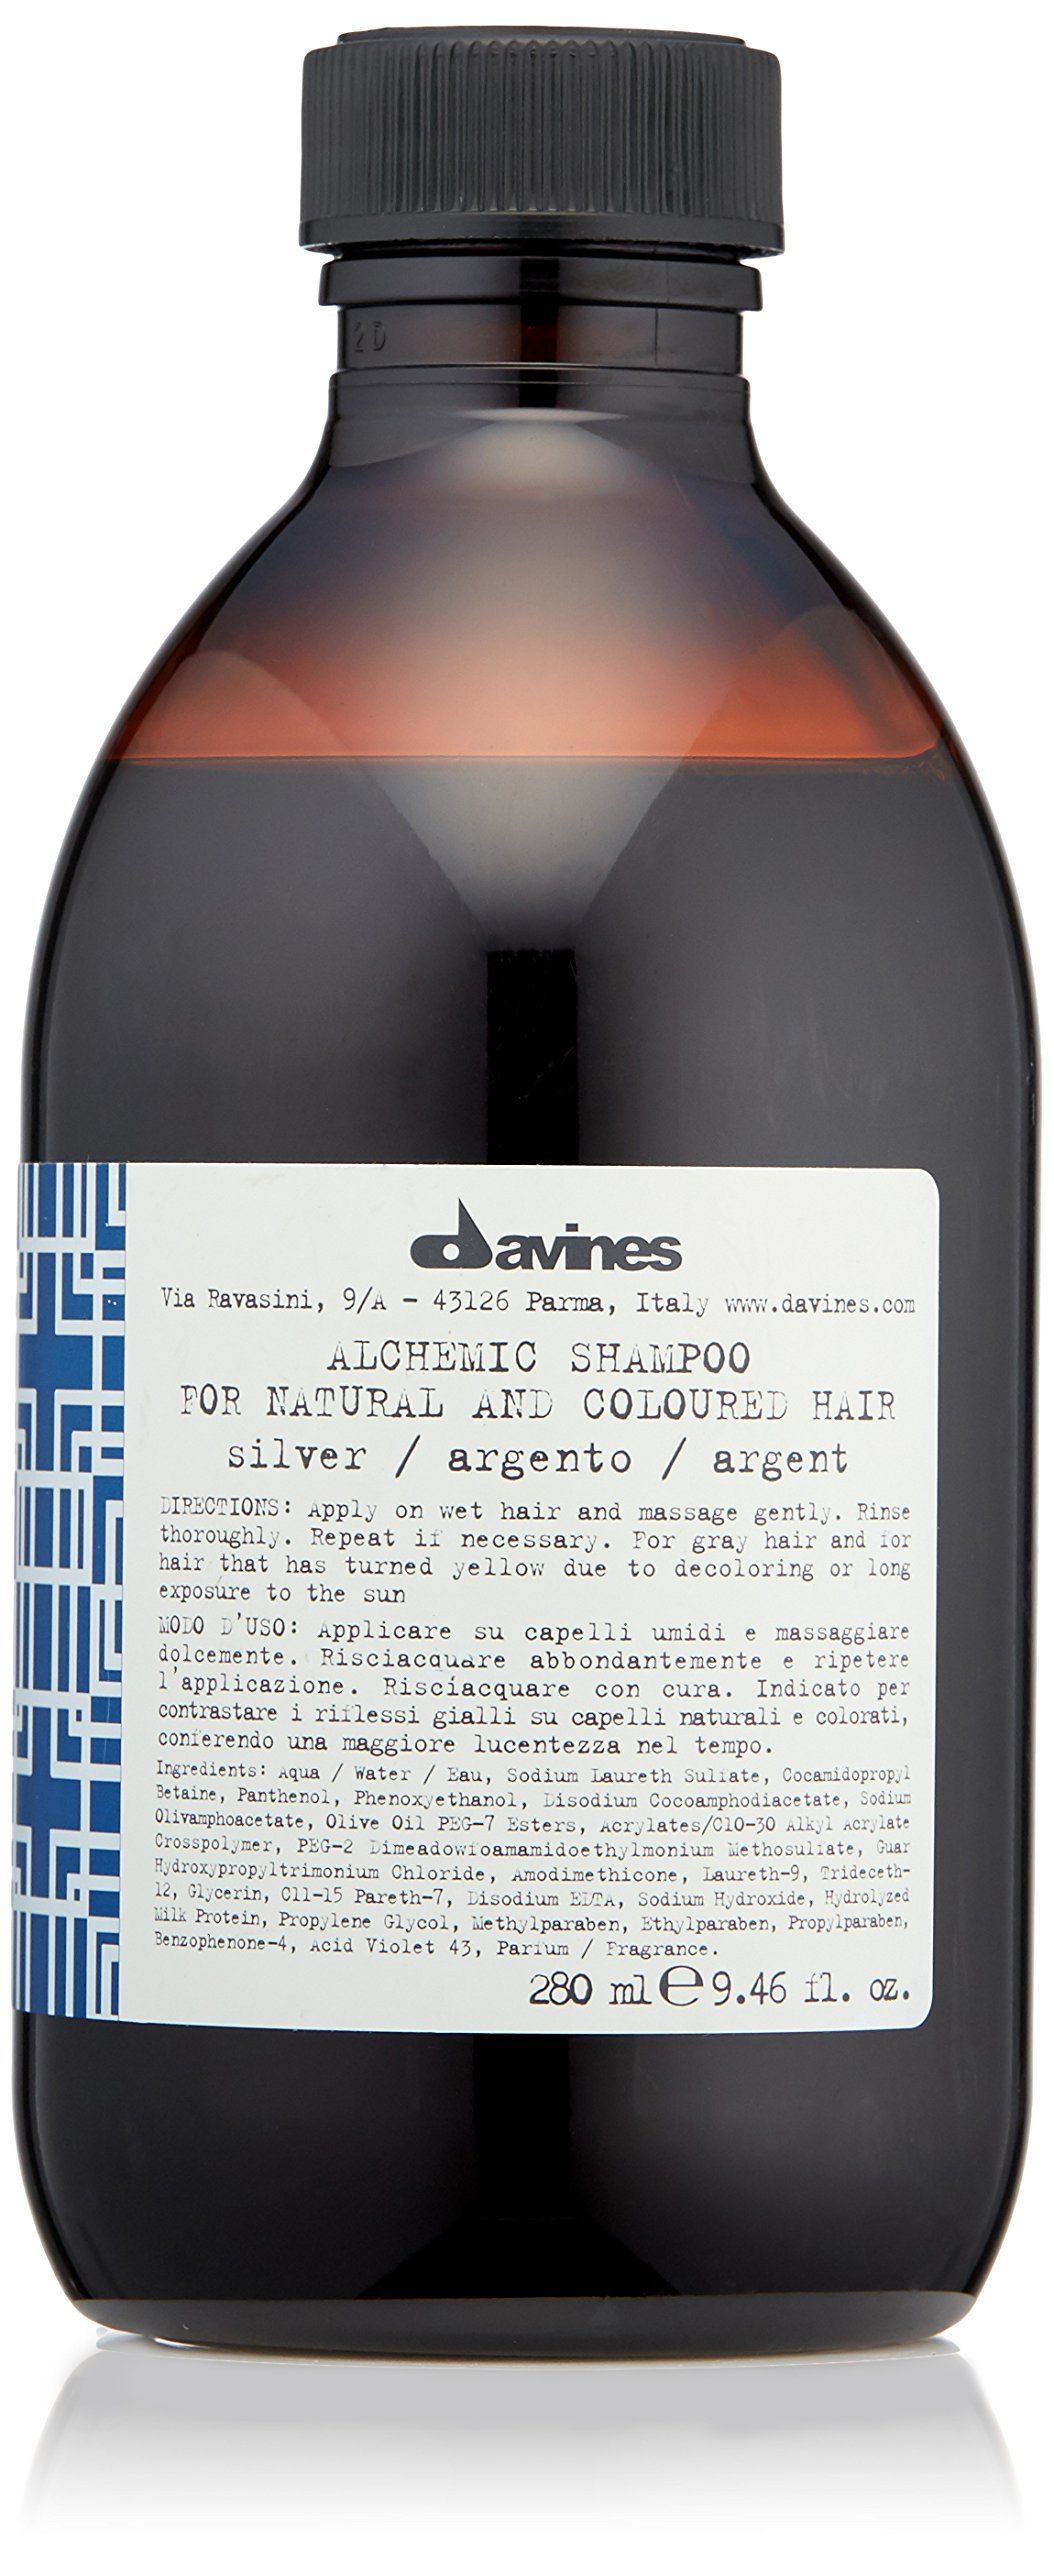 2D
davines
Via Ravasini, 9/A - 43126 Parma, Italy www.davines.com
ALCHEMIC SHAMPOO
FOR NATURAL AND COLOURED HAIR
silver / argento / argent
DIRECTIONS: Apply on wet hair and massage gently. Rinse
thoroughly. Repeat if necessary. For gray hair and for
hair that has turned yellow due to decoloring or long
exposure to the sun
MODO D'USO: Applicare su capelli umidi e massaggiare
dolcemente. Risciacquare abbondantemente e ripetere
l'applicazione. Risciacquare con cura. Indicato per
contrastare i riflessi gialli su capelli naturali e colorati,
conferendo una maggiore lucentezza nel tempo.
Ingredients: Aqua / Water / Eau, Sodium Laureth Sulfate, Cocamidopropyl
Betaine, Panthenol, Phenoxyethanol, Disodium Cocoamphodiacetate, Sodium
Olivamphoacetate, Olive Oil PEG-7 Esters, Acrylates/C10-30 Alkyl Acrylate
Crosspolymer, PEG-2 Dimeadowfoamamidoethylmonium Methosulfate, Guar
Hydroxypropyltrimonium Chloride, Amodimethicone, Laureth-9, Trideceth-
12, Glycerin, C11-15 Pareth-7, Disodium EDTA, Sodium Hydroxide, Hydrolyzed
Milk Protein, Propylene Glycol, Methylparaben, Ethylparaben, Propylparaben,
Benzophenone-4, Acid Violet 43, Parfum / Fragrance.
280 ml e 9.46 fl. oz.